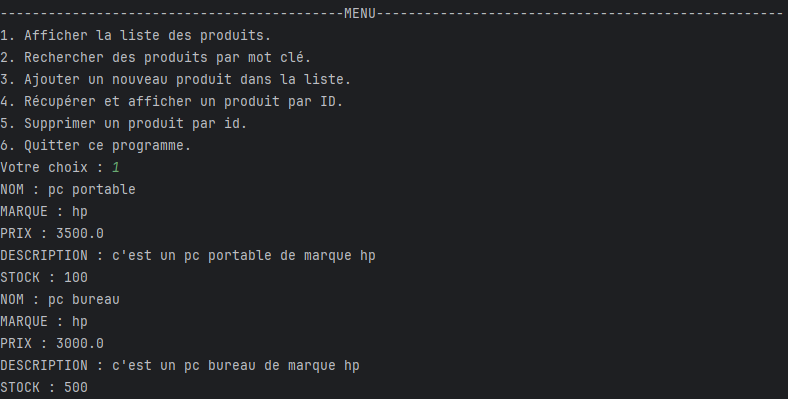 -------------------------------------------MENU---------------------------------------------------
1. Afficher la liste des produits.
2. Rechercher des produits par mot clé.
3. Ajouter un nouveau produit dans la liste.
4. Récupérer et afficher un produit par ID.
5. Supprimer un produit par id.
6. Quitter ce programme.
Votre choix : 1
NOM : pc portable
MARQUE : hp
PRIX : 3500.0
DESCRIPTION : c'est un pc portable de marque hp
STOCK : 100
NOM : pc bureau
MARQUE : hp
PRIX : 3000.0
DESCRIPTION : c'est un pc bureau de marque hp
STOCK : 500